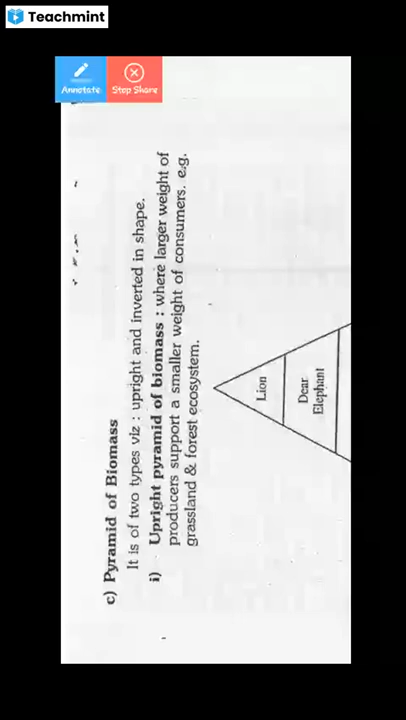 Teachmint
Annotate
Stop Share
c) Pyramid of Biomass
It is of two types viz : upright and inverted in shape.
i) Upright pyramid of biomass : where larger weight of
producers support a smaller weight of consumers. e.g.
grassland & forest ecosystem.
Lion
Dear
Elephant